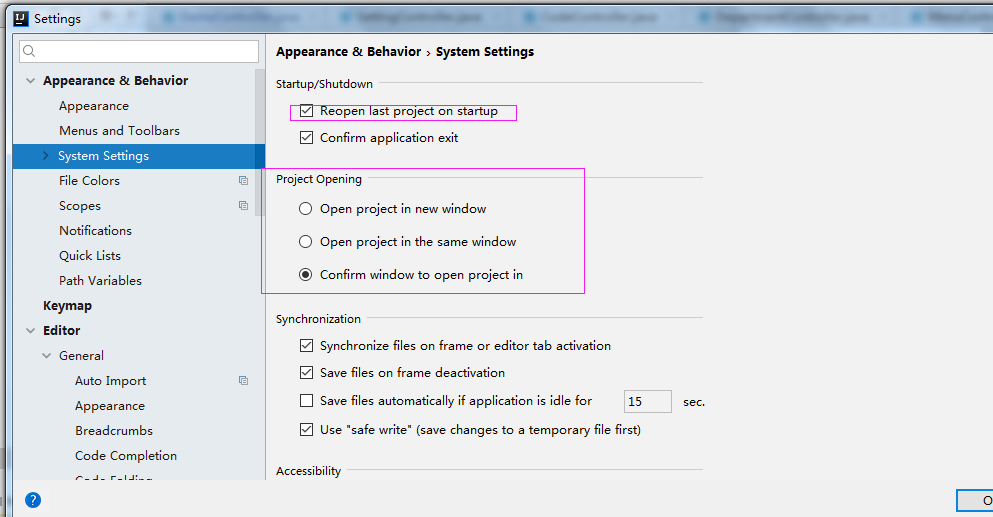 Settings
Appearance & Behavior › System Settings
Appearance & Behavior
Appearance
Menus and Toolbars
System Settings
File Colors
Scopes
Notifications
Quick Lists
Path Variables
Keymap
Editor
General
Auto Import
Appearance
Breadcrumbs
Code Completion
Code Folding
Startup/Shutdown
Reopen last project on startup
Confirm application exit
Project Opening
Open project in new window
Open project in the same window
Confirm window to open project in
Synchronization
Synchronize files on frame or editor tab activation
Save files on frame deactivation
Save files automatically if application is idle for 15 sec.
Use "safe write" (save changes to a temporary file first)
Accessibility
?